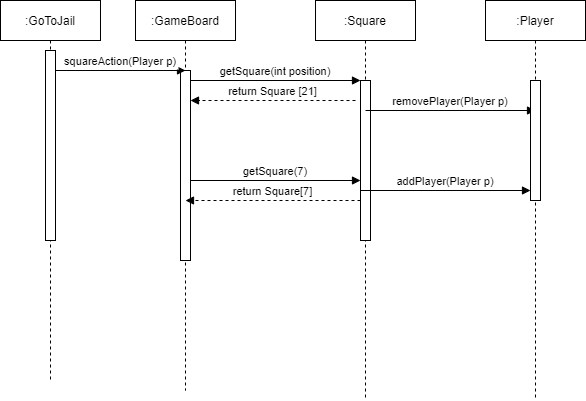 :GoToJail
:GameBoard
:Square
:Player
squareAction(Player p)
getSquare(int position)
return Square [21]
removePlayer(Player p)
getSquare(7)
return Square[7]
addPlayer(Player p)